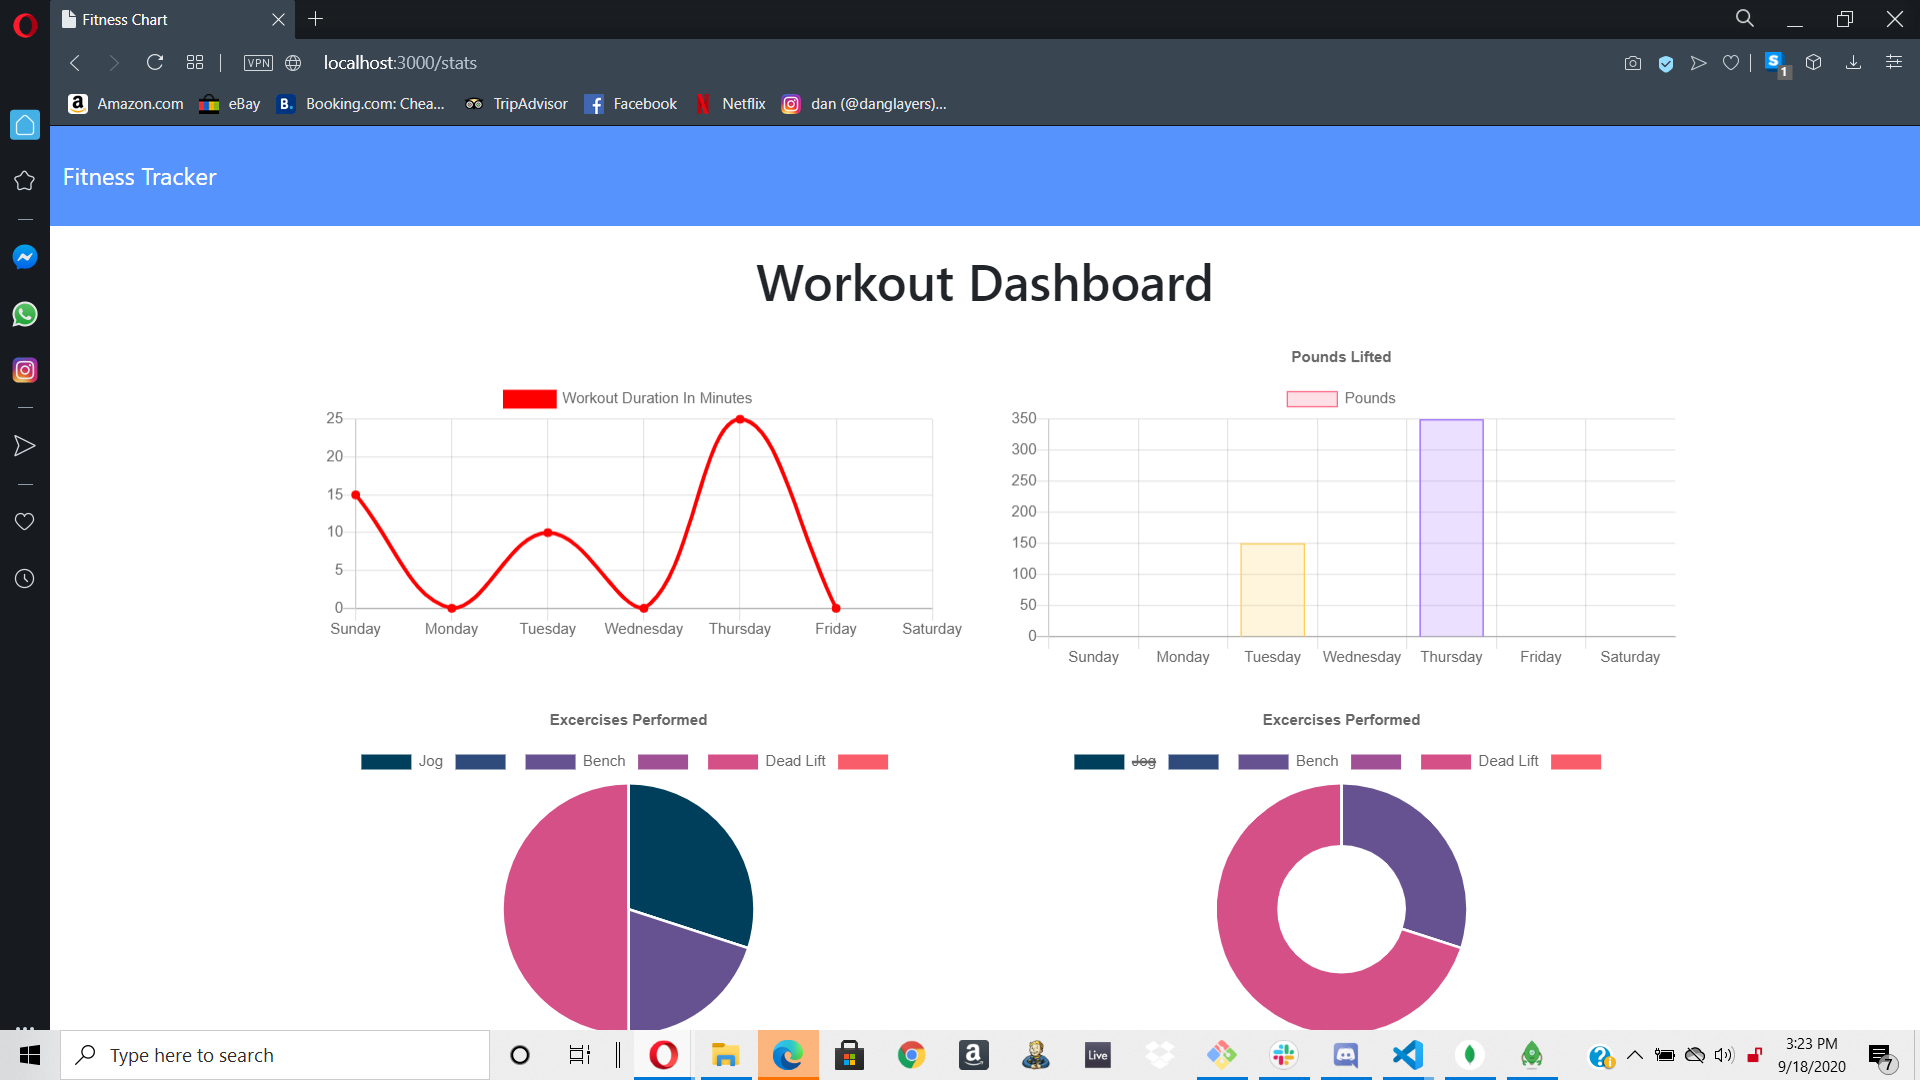 Fitness Chart
VPN localhost:3000/stats
S 1
a Amazon.com eBay B. Booking.com: Chea... TripAdvisor f Facebook N Netflix dan (@danglayers)...
Fitness Tracker
Workout Dashboard
Workout Duration In Minutes
25
20
15
10
5
0
Sunday Monday Tuesday Wednesday Thursday Friday Saturday
Pounds Lifted
Pounds
350
300
250
200
150
100
50
0
Sunday Monday Tuesday Wednesday Thursday Friday Saturday
Excercises Performed
Jog Bench Dead Lift
Excercises Performed
Jog Bench Dead Lift
Type here to search
a
Live
3:23 PM
9/18/2020
7